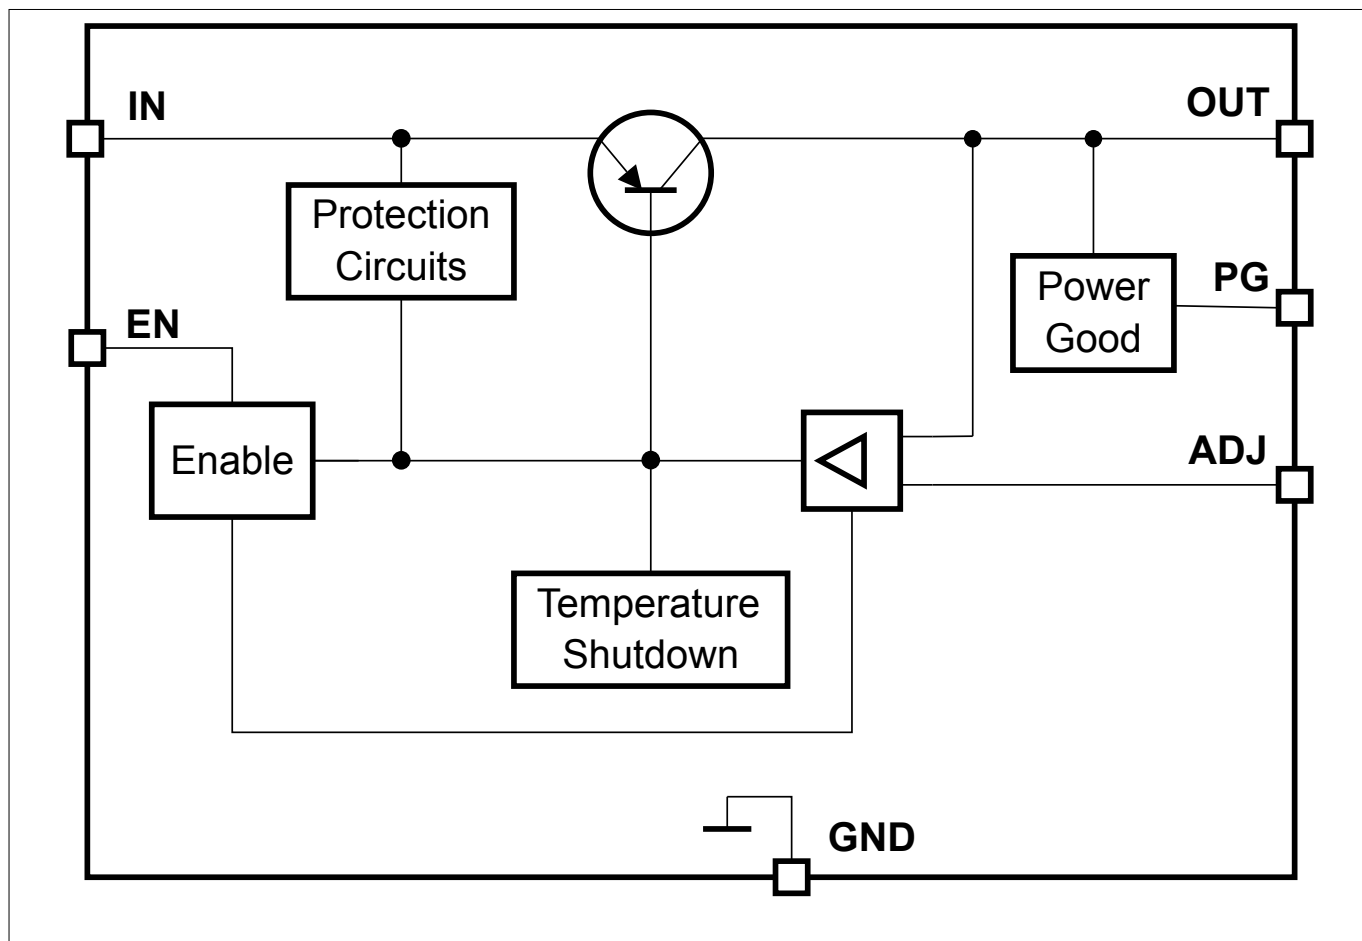 IN
OUT
Protection
Circuits
Power
Good
PG
EN
Enable
ADJ
Temperature
Shutdown
GND